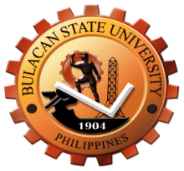 BULACAN STATE UNIVERSITY
1904
PHILIPPINES